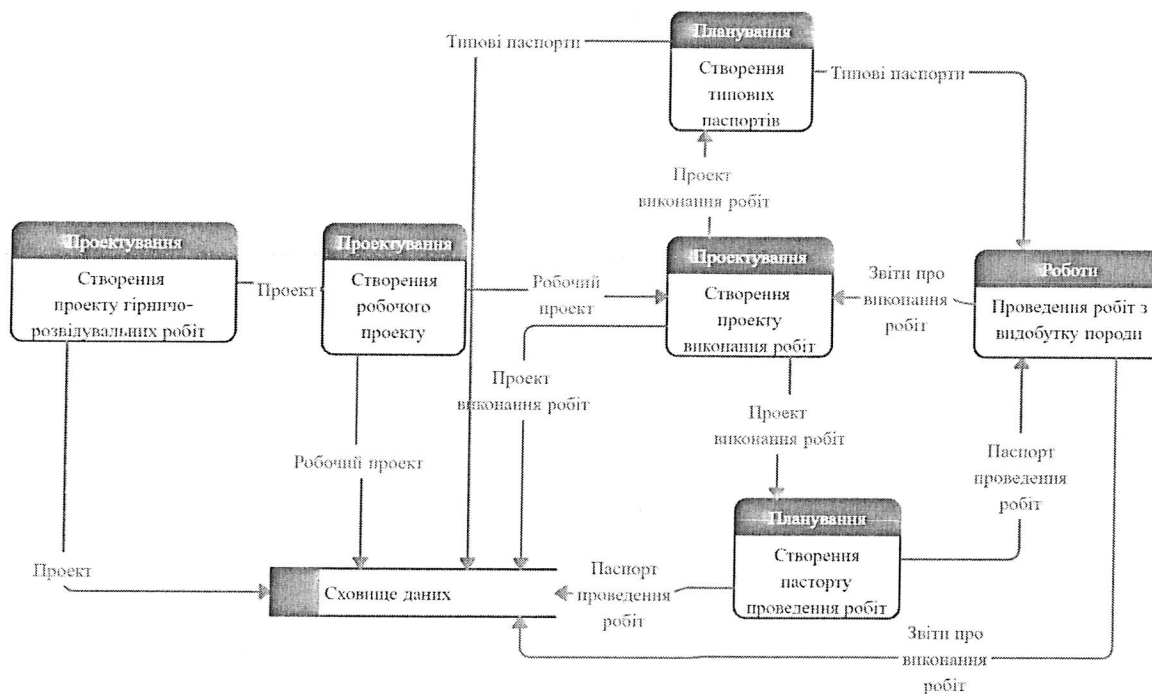 Планування
Створення
типових
паспортів
Типові паспорти
Типові паспорти
Проект
виконання робіт
Проектування
Створення
проекту гірничо-
розвідувальних робіт
Проект
Проектування
Створення
робочого
проекту
Робочий
проект
Проектування
Створення
проекту
виконання робіт
Звіти про
виконання
робіт
Роботи
Проведення робіт з
видобутку породи
Проект
виконання робіт
Проект
виконання робіт
Робочий проект
Паспорт
проведення
робіт
Планування
Створення
пасторту
проведення робіт
Проект
Сховище даних
Паспорт
проведення
робіт
Звіти про
виконання
робіт